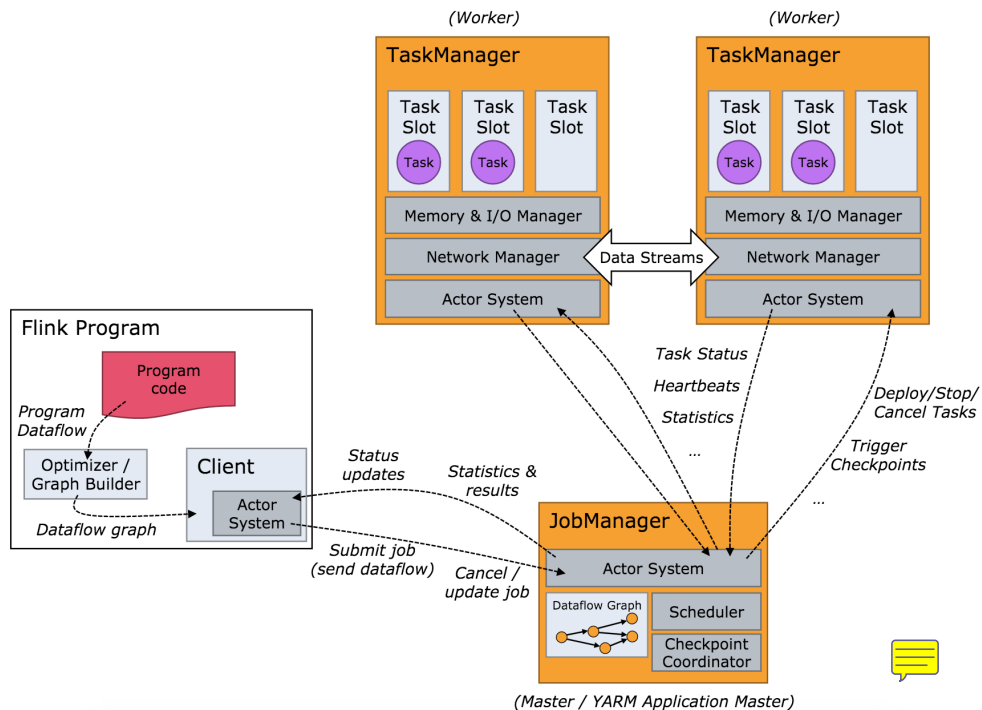 (Worker)
(Worker)
TaskManager
TaskManager
Task
Slot
Task
Slot
Task
Slot
Task
Task
Task
Slot
Task
Slot
Task
Slot
Task
Task
Memory & I/O Manager
Memory & I/O Manager
Network Manager
Data Streams
Network Manager
Actor System
Actor System
Flink Program
Program
code
Program
Dataflow
Optimizer /
Graph Builder
Dataflow graph
Client
Actor
System
Status
updates
Statistics &
results
Submit job
(send dataflow)
Cancel /
update job
Task Status
Heartbeats
Statistics
...
Deploy/Stop/
Cancel Tasks
Trigger
Checkpoints
...
JobManager
Actor System
Dataflow Graph
Scheduler
Checkpoint
Coordinator
(Master / YARM Application Master)